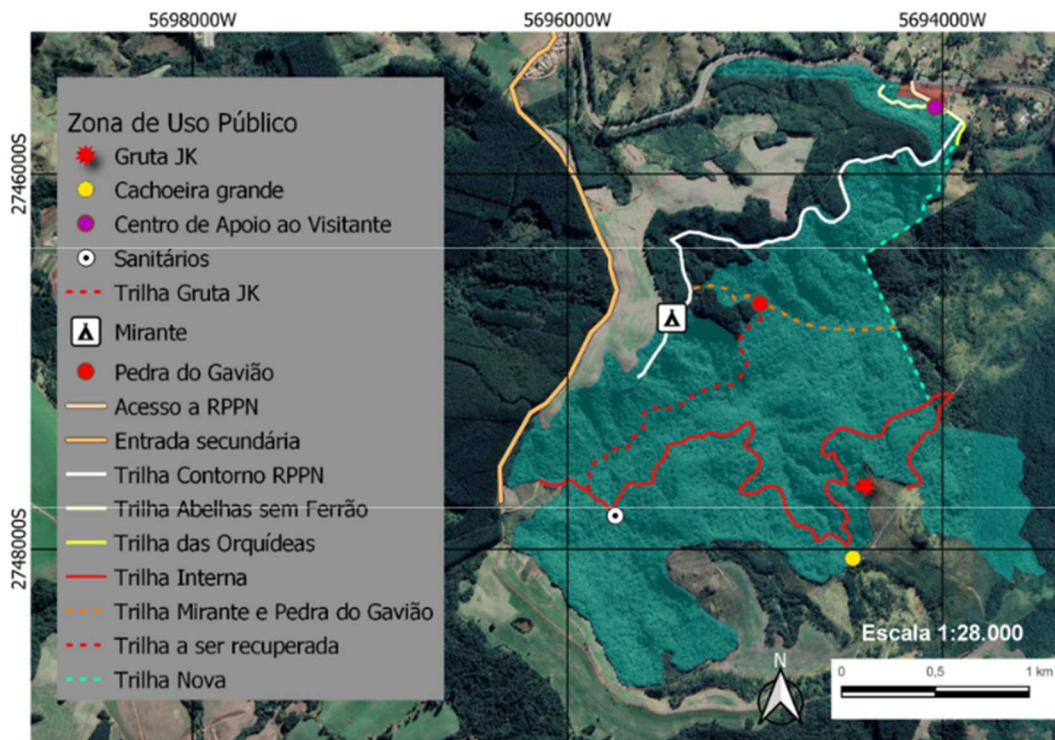 5698000W
5696000W
5694000W
2746000S
2748000S
Zona de Uso Público
Gruta JK
Cachoeira grande
Centro de Apoio ao Visitante
Sanitários
Trilha Gruta JK
Mirante
Pedra do Gavião
Acesso a RPPN
Entrada secundária
Trilha Contorno RPPN
Trilha Abelhas sem Ferrão
Trilha das Orquídeas
Trilha Interna
Trilha Mirante e Pedra do Gavião
Trilha a ser recuperada
Trilha Nova
Escala 1:28.000
N
0 0,5 1 km